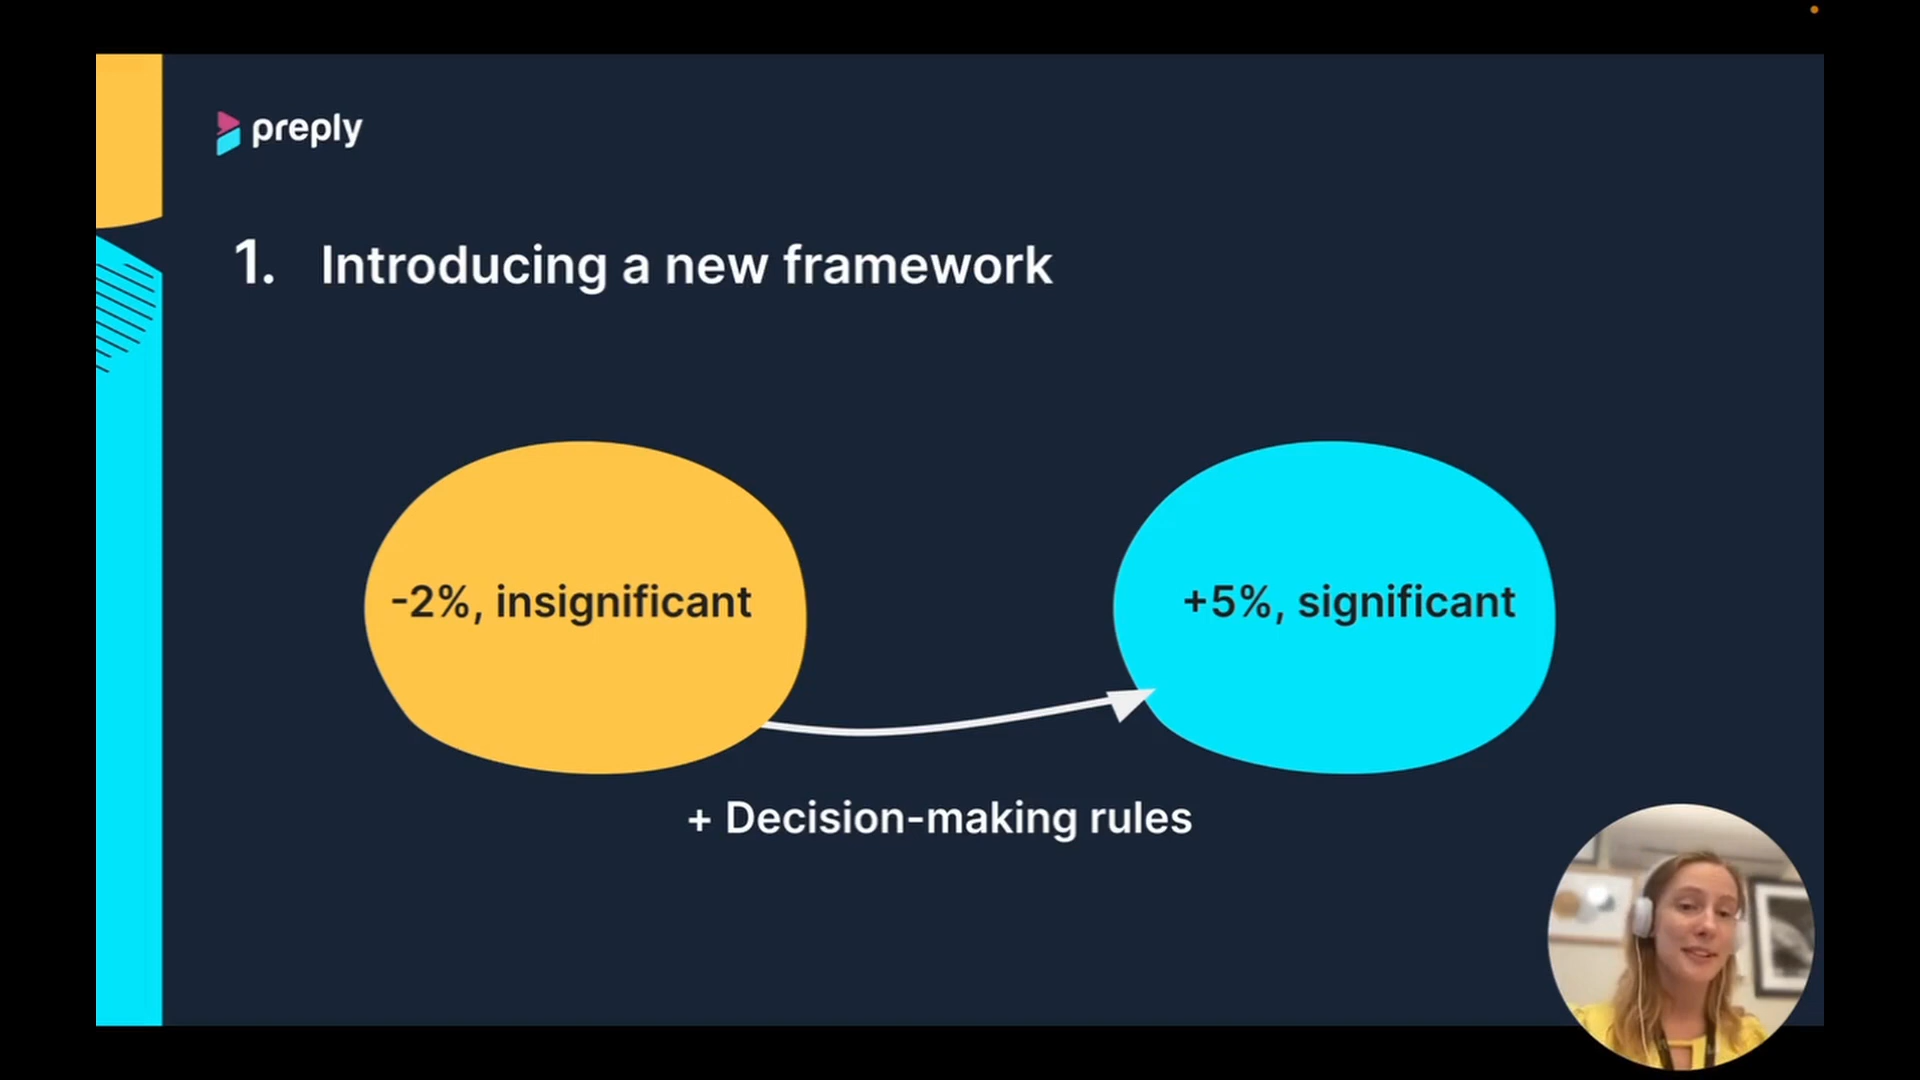 preply
1. Introducing a new framework
-2%, insignificant
+5%, significant
+ Decision-making rules